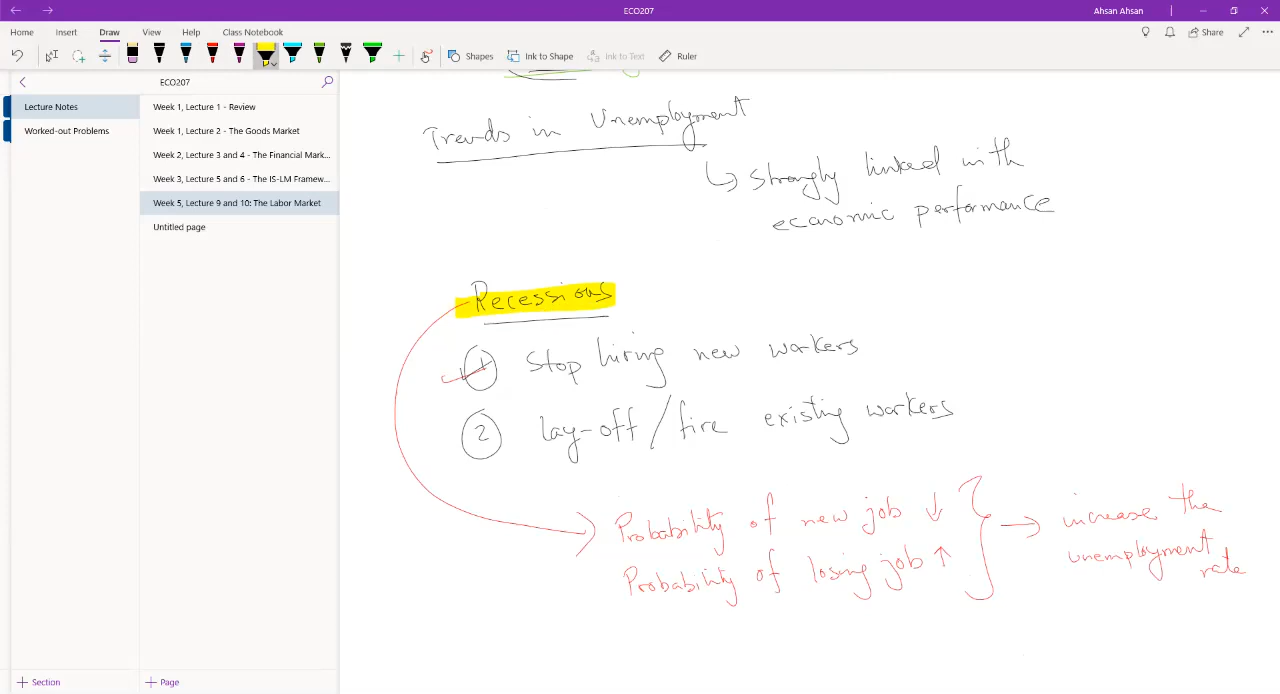 ECO207
Ahsan Ahsan
Home Insert Draw View Help Class Notebook
Share
Shapes Ink to Shape Ink to Text Ruler
ECO207
Lecture Notes
Worked-out Problems
Week 1, Lecture 1 - Review
Week 1, Lecture 2 - The Goods Market
Week 2, Lecture 3 and 4 - The Financial Mark...
Week 3, Lecture 5 and 6 - The IS-LM Framew...
Week 5, Lecture 9 and 10: The Labor Market
Untitled page
Trends in Unemployment
strongly linked with
economic performance
Recessions
1 Stop hiring new workers
2 lay-off / fire existing workers
Probability of new job ↓
Probability of losing job ↑
→ increase the
unemployment
rate
+ Section
+ Page